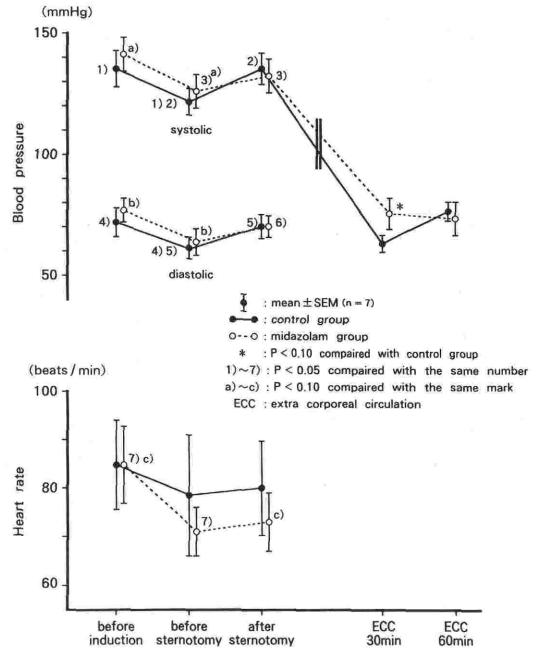 (mmHg)
150
100
50
Blood pressure
a)
1)
3) a)
1) 2)
2)
3)
systolic
b)
4)
b)
4) 5)
5)
6)
diastolic
*
: mean ± SEM (n = 7)
: control group
: midazolam group
* : P < 0.10 compaired with control group
1)~7) : P < 0.05 compaired with the same number
a)~c) : P < 0.10 compaired with the same mark
ECC : extra corporeal circulation
(beats / min)
100
80
60
Heart rate
7) c)
7)
c)
before induction
before sternotomy
after sternotomy
ECC 30min
ECC 60min